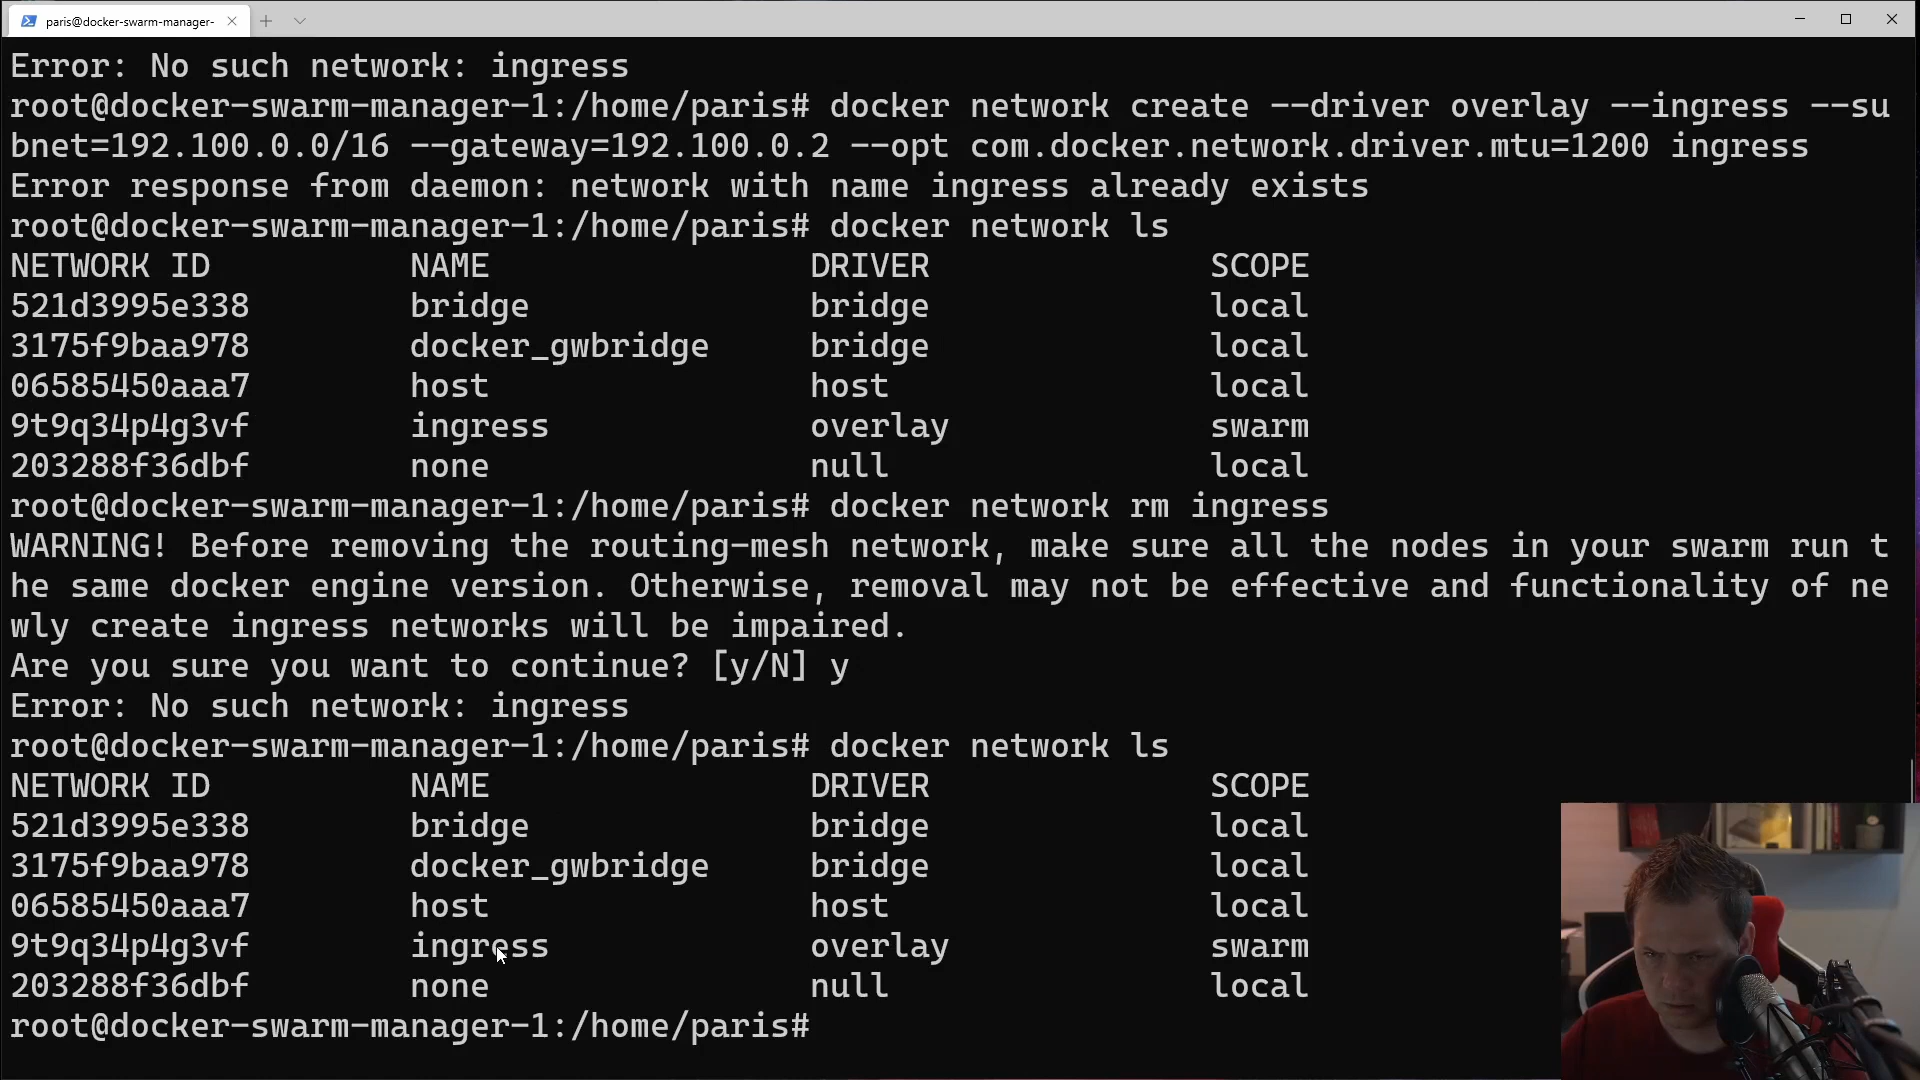 paris@docker-swarm-manager-
Error: No such network: ingress
root@docker-swarm-manager-1:/home/paris# docker network create --driver overlay --ingress --su
bnet=192.100.0.0/16 --gateway=192.100.0.2 --opt com.docker.network.driver.mtu=1200 ingress
Error response from daemon: network with name ingress already exists
root@docker-swarm-manager-1:/home/paris# docker network ls
NETWORK ID NAME DRIVER SCOPE
521d3995e338 bridge bridge local
3175f9baa978 docker_gwbridge bridge local
06585450aaa7 host host local
9t9q34p4g3vf ingress overlay swarm
203288f36dbf none null local
root@docker-swarm-manager-1:/home/paris# docker network rm ingress
WARNING! Before removing the routing-mesh network, make sure all the nodes in your swarm run t
he same docker engine version. Otherwise, removal may not be effective and functionality of ne
wly create ingress networks will be impaired.
Are you sure you want to continue? [y/N] y
Error: No such network: ingress
root@docker-swarm-manager-1:/home/paris# docker network ls
NETWORK ID NAME DRIVER SCOPE
521d3995e338 bridge bridge local
3175f9baa978 docker_gwbridge bridge local
06585450aaa7 host host local
9t9q34p4g3vf ingress overlay swarm
203288f36dbf none null local
root@docker-swarm-manager-1:/home/paris#